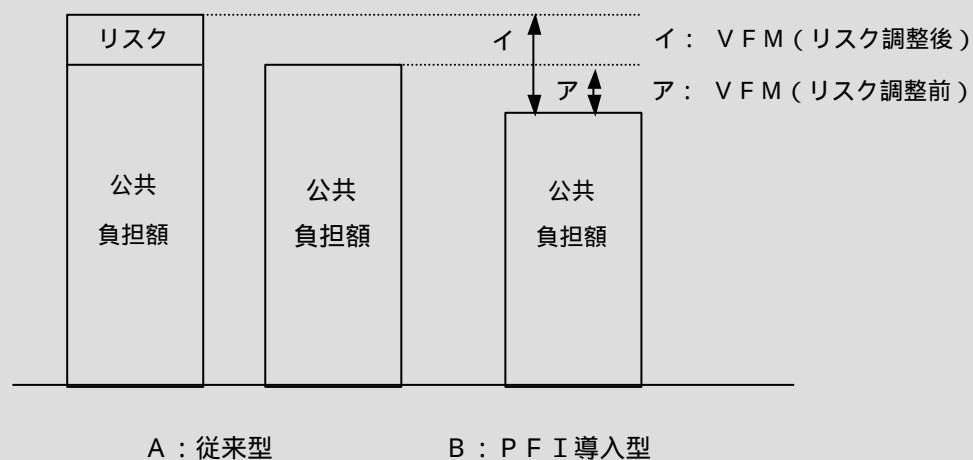 リスク
イ
イ： ＶＦＭ（リスク調整後）
ア
ア： ＶＦＭ（リスク調整前）
公共
負担額
公共
負担額
公共
負担額
Ａ：従来型
Ｂ：ＰＦＩ導入型